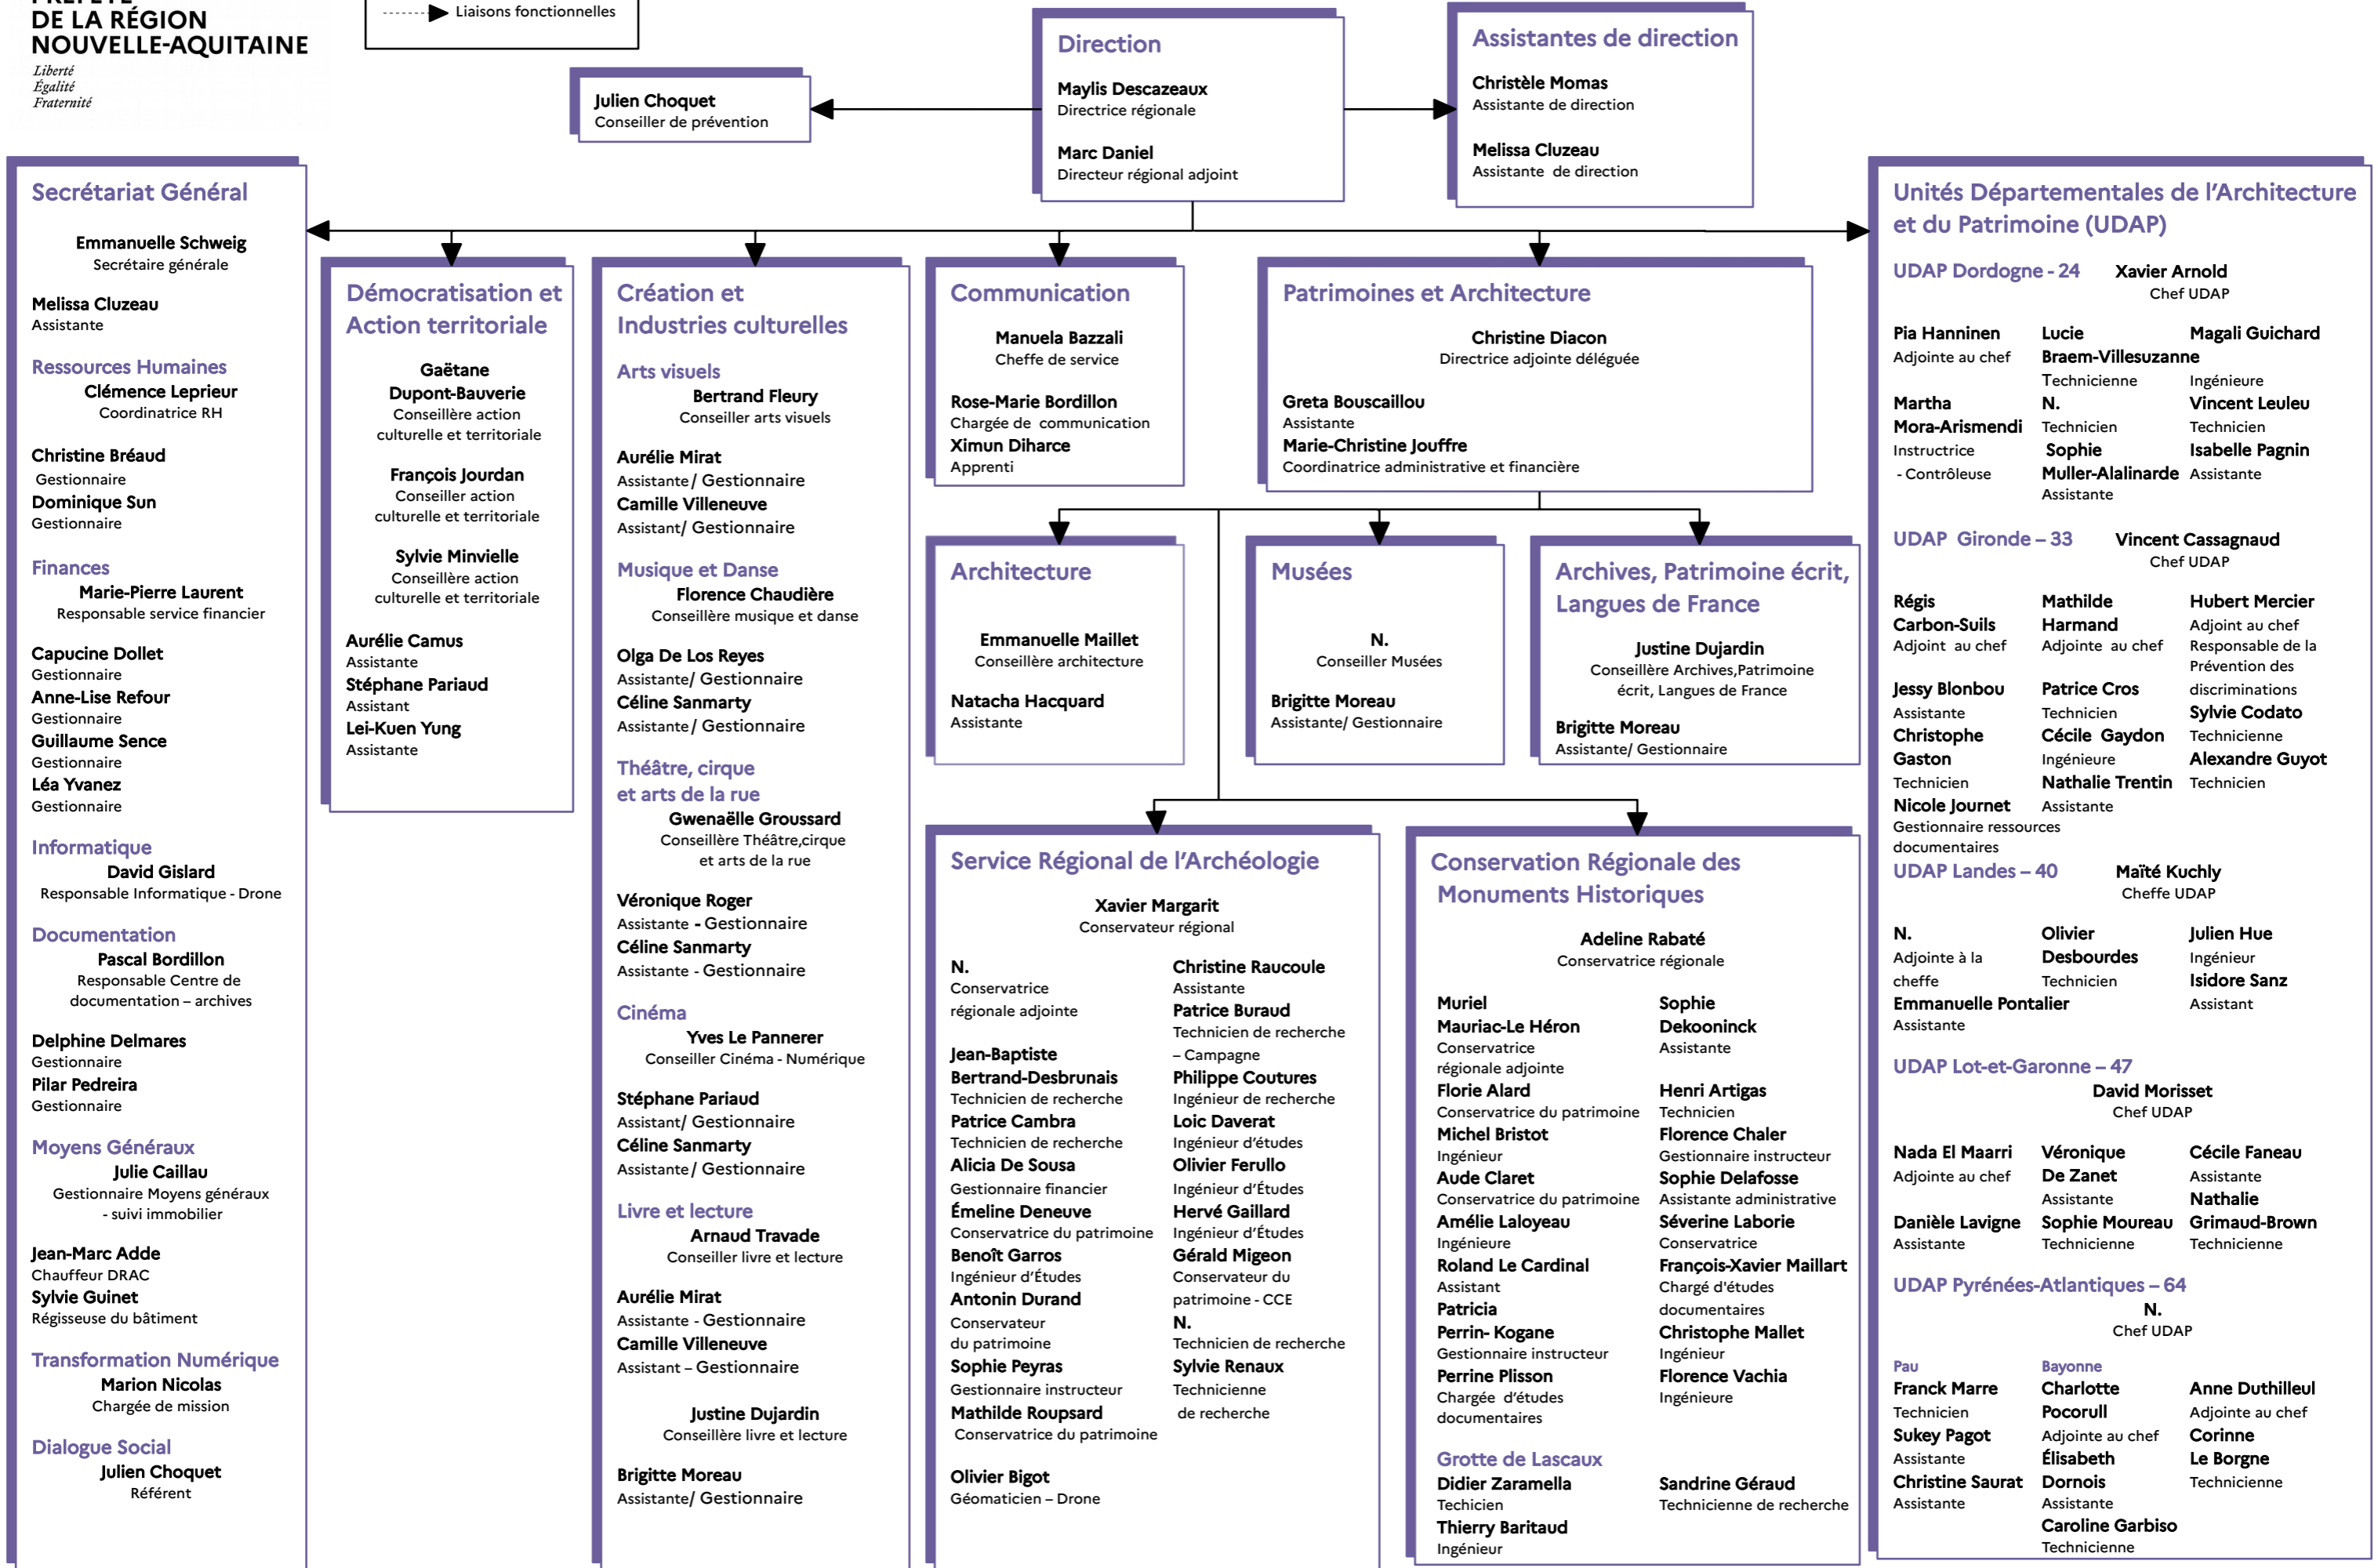 DE LA RÉGION
NOUVELLE-AQUITAINE
Liberté
Égalité
Fraternité
Liaisons fonctionnelles
Julien Choquet
Conseiller de prévention
Direction
Maylis Descazeaux
Directrice régionale
Marc Daniel
Directeur régional adjoint
Assistantes de direction
Christèle Momas
Assistante de direction
Melissa Cluzeau
Assistante de direction
Secrétariat Général
Emmanuelle Schweig
Secrétaire générale
Melissa Cluzeau
Assistante
Ressources Humaines
Clémence Leprieur
Coordinatrice RH
Christine Bréaud
Gestionnaire
Dominique Sun
Gestionnaire
Finances
Marie-Pierre Laurent
Responsable service financier
Capucine Dollet
Gestionnaire
Anne-Lise Refour
Gestionnaire
Guillaume Sence
Gestionnaire
Léa Yvanez
Gestionnaire
Informatique
David Gislard
Responsable Informatique - Drone
Documentation
Pascal Bordillon
Responsable Centre de
documentation – archives
Delphine Delmares
Gestionnaire
Pilar Pedreira
Gestionnaire
Moyens Généraux
Julie Caillau
Gestionnaire Moyens généraux
- suivi immobilier
Jean-Marc Adde
Chauffeur DRAC
Sylvie Guinet
Régisseuse du bâtiment
Transformation Numérique
Marion Nicolas
Chargée de mission
Dialogue Social
Julien Choquet
Référent
Démocratisation et
Action territoriale
Gaëtane
Dupont-Bauverie
Conseillère action
culturelle et territoriale
François Jourdan
Conseiller action
culturelle et territoriale
Sylvie Minvielle
Conseillère action
culturelle et territoriale
Aurélie Camus
Assistante
Stéphane Pariaud
Assistant
Lei-Kuen Yung
Assistante
Création et
Industries culturelles
Arts visuels
Bertrand Fleury
Conseiller arts visuels
Aurélie Mirat
Assistante / Gestionnaire
Camille Villeneuve
Assistant/ Gestionnaire
Musique et Danse
Florence Chaudière
Conseillère musique et danse
Olga De Los Reyes
Assistante/ Gestionnaire
Céline Sanmarty
Assistante / Gestionnaire
Théâtre, cirque
et arts de la rue
Gwenaëlle Groussard
Conseillère Théâtre,cirque
et arts de la rue
Véronique Roger
Assistante - Gestionnaire
Céline Sanmarty
Assistante - Gestionnaire
Cinéma
Yves Le Pannerer
Conseiller Cinéma - Numérique
Stéphane Pariaud
Assistant/ Gestionnaire
Céline Sanmarty
Assistante / Gestionnaire
Livre et lecture
Arnaud Travade
Conseiller livre et lecture
Aurélie Mirat
Assistante - Gestionnaire
Camille Villeneuve
Assistant – Gestionnaire
Justine Dujardin
Conseillère livre et lecture
Brigitte Moreau
Assistante/ Gestionnaire
Communication
Manuela Bazzali
Cheffe de service
Rose-Marie Bordillon
Chargée de communication
Ximun Diharce
Apprenti
Patrimoines et Architecture
Christine Diacon
Directrice adjointe déléguée
Greta Bouscaillou
Assistante
Marie-Christine Jouffre
Coordinatrice administrative et financière
Architecture
Emmanuelle Maillet
Conseillère architecture
Natacha Hacquard
Assistante
Musées
N.
Conseiller Musées
Brigitte Moreau
Assistante/ Gestionnaire
Archives, Patrimoine écrit,
Langues de France
Justine Dujardin
Conseillère Archives,Patrimoine
écrit, Langues de France
Brigitte Moreau
Assistante/ Gestionnaire
Service Régional de l’Archéologie
Xavier Margarit
Conservateur régional
N.
Conservatrice
régionale adjointe
Jean-Baptiste
Bertrand-Desbrunais
Technicien de recherche
Patrice Cambra
Technicien de recherche
Alicia De Sousa
Gestionnaire financier
Émeline Deneuve
Conservatrice du patrimoine
Benoît Garros
Ingénieur d’Études
Antonin Durand
Conservateur
du patrimoine
Sophie Peyras
Gestionnaire instructeur
Mathilde Roupsard
Conservatrice du patrimoine
Olivier Bigot
Géomaticien – Drone
Christine Raucoule
Assistante
Patrice Buraud
Technicien de recherche
– Campagne
Philippe Coutures
Ingénieur de recherche
Loic Daverat
Ingénieur d’études
Olivier Ferullo
Ingénieur d’Études
Hervé Gaillard
Ingénieur d’Études
Gérald Migeon
Conservateur du
patrimoine - CCE
N.
Technicien de recherche
Sylvie Renaux
Technicienne
de recherche
Conservation Régionale des
Monuments Historiques
Adeline Rabaté
Conservatrice régionale
Muriel
Mauriac-Le Héron
Conservatrice
régionale adjointe
Florie Alard
Conservatrice du patrimoine
Michel Bristot
Ingénieur
Aude Claret
Conservatrice du patrimoine
Amélie Laloyeau
Ingénieure
Roland Le Cardinal
Assistant
Patricia
Perrin- Kogane
Gestionnaire instructeur
Perrine Plisson
Chargée d’études
documentaires
Sophie
Dekooninck
Assistante
Henri Artigas
Technicien
Florence Chaler
Gestionnaire instructeur
Sophie Delafosse
Assistante administrative
Séverine Laborie
Conservatrice
François-Xavier Maillart
Chargé d'études
documentaires
Christophe Mallet
Ingénieur
Florence Vachia
Ingénieure
Grotte de Lascaux
Didier Zaramella
Techicien
Thierry Baritaud
Ingénieur
Sandrine Géraud
Technicienne de recherche
Unités Départementales de l’Architecture
et du Patrimoine (UDAP)
UDAP Dordogne - 24 Xavier Arnold
Chef UDAP
Pia Hanninen
Adjointe au chef
Martha
Mora-Arismendi
Instructrice
- Contrôleuse
Lucie
Braem-Villesuzanne
Technicienne
N.
Technicien
Sophie
Muller-Alalinarde
Assistante
Magali Guichard
Ingénieure
Vincent Leuleu
Technicien
Isabelle Pagnin
Assistante
UDAP Gironde – 33 Vincent Cassagnaud
Chef UDAP
Régis
Carbon-Suils
Adjoint au chef
Jessy Blonbou
Assistante
Christophe
Gaston
Technicien
Nicole Journet
Gestionnaire ressources
documentaires
Mathilde
Harmand
Adjointe au chef
Patrice Cros
Technicien
Cécile Gaydon
Ingénieure
Nathalie Trentin
Assistante
Hubert Mercier
Adjoint au chef
Responsable de la
Prévention des
discriminations
Sylvie Codato
Technicienne
Alexandre Guyot
Technicien
UDAP Landes – 40 Maïté Kuchly
Cheffe UDAP
N.
Adjointe à la
cheffe
Emmanuelle Pontalier
Assistante
Olivier
Desbourdes
Technicien
Julien Hue
Ingénieur
Isidore Sanz
Assistant
UDAP Lot-et-Garonne – 47
David Morisset
Chef UDAP
Nada El Maarri
Adjointe au chef
Danièle Lavigne
Assistante
Véronique
De Zanet
Assistante
Sophie Moureau
Technicienne
Cécile Faneau
Assistante
Nathalie
Grimaud-Brown
Technicienne
UDAP Pyrénées-Atlantiques – 64
N.
Chef UDAP
Pau
Franck Marre
Technicien
Sukey Pagot
Assistante
Christine Saurat
Assistante
Bayonne
Charlotte
Pocorull
Adjointe au chef
Élisabeth
Dornois
Assistante
Caroline Garbiso
Technicienne
Anne Duthilleul
Adjointe au chef
Corinne
Le Borgne
Technicienne